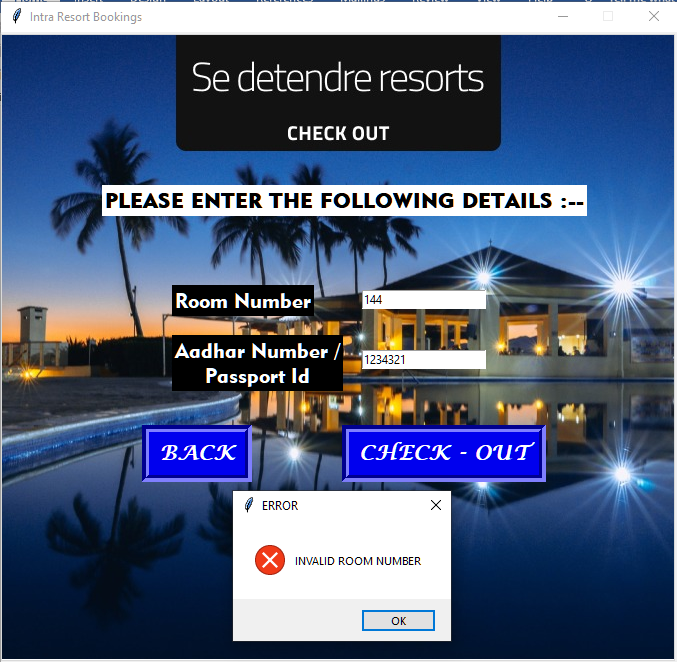 Intra Resort Bookings
Se detendre resorts
CHECK OUT
PLEASE ENTER THE FOLLOWING DETAILS :--
Room Number
144
Aadhar Number /
Passport Id
1234321
BACK
CHECK - OUT
ERROR
INVALID ROOM NUMBER
OK